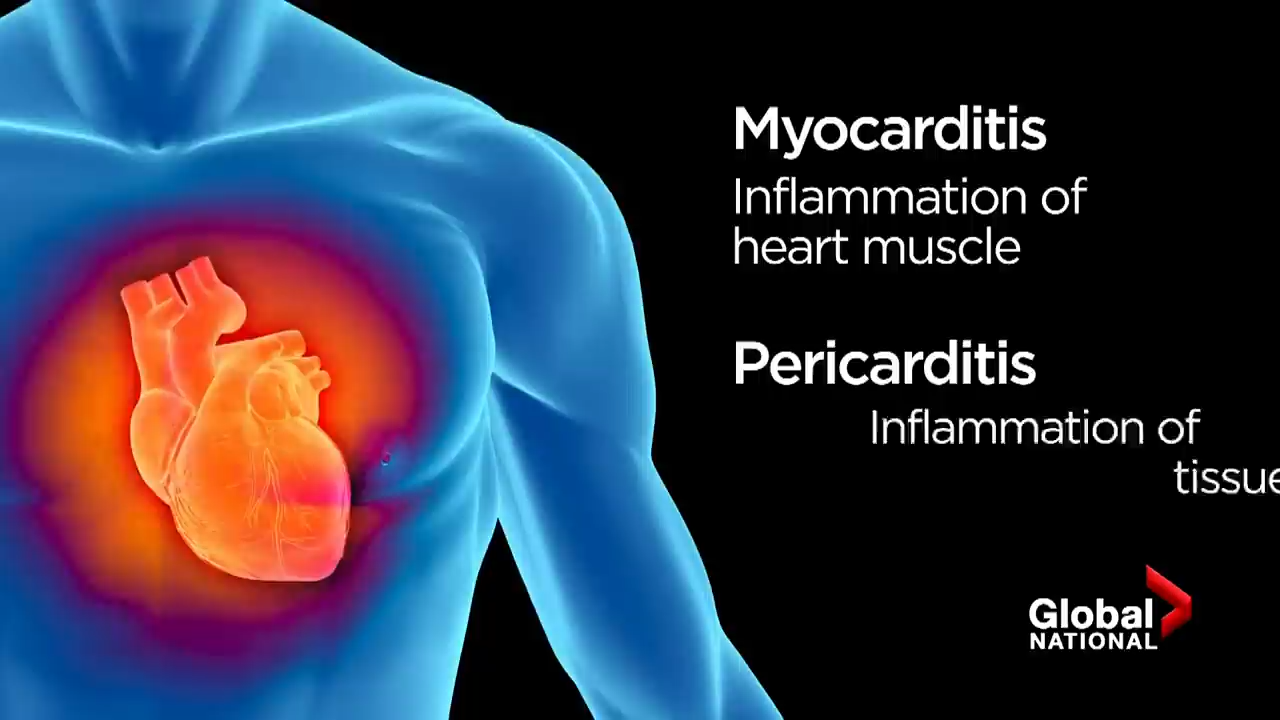 Myocarditis
Inflammation of
heart muscle
Pericarditis
Inflammation of
tissue
Global
NATIONAL